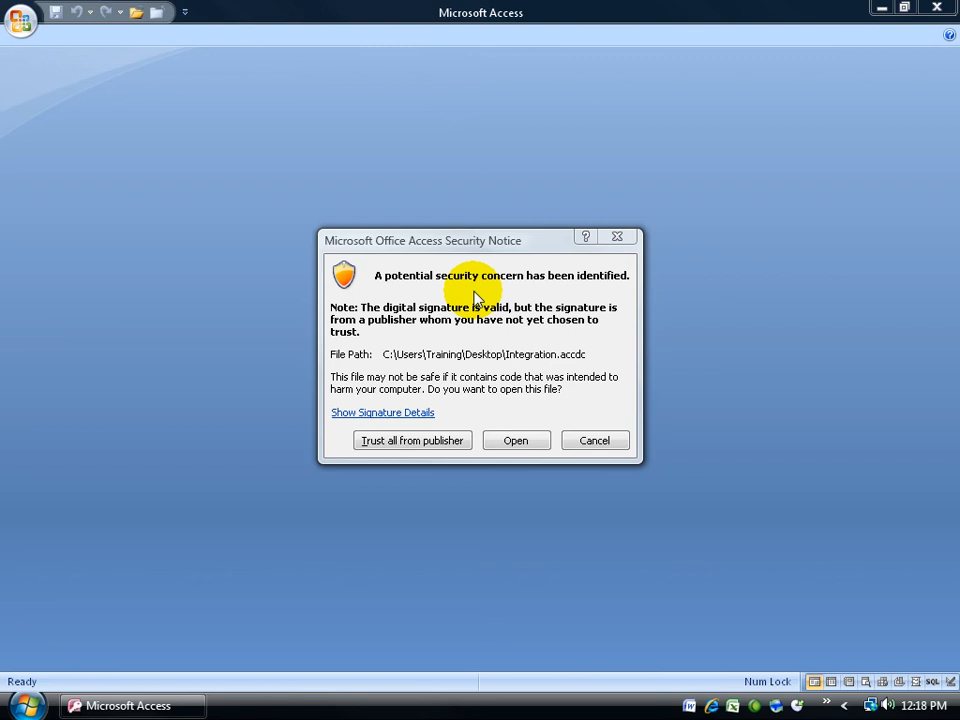 Microsoft Access
Microsoft Office Access Security Notice
A potential security concern has been identified.
Note: The digital signature is valid, but the signature is
from a publisher whom you have not yet chosen to
trust.
File Path: C:\Users\Training\Desktop\Integration.accdc
This file may not be safe if it contains code that was intended to
harm your computer. Do you want to open this file?
Show Signature Details
Trust all from publisher
Open
Cancel
Ready
Num Lock
SQL
Microsoft Access
12:18 PM